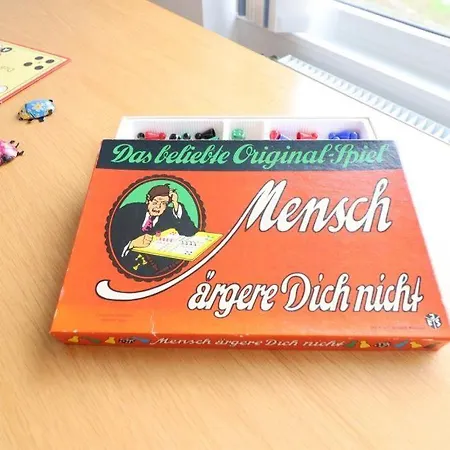 Das beliebte Original-Spiel
Mensch
ärgere Dich nicht
Mensch ärgere Dich nicht